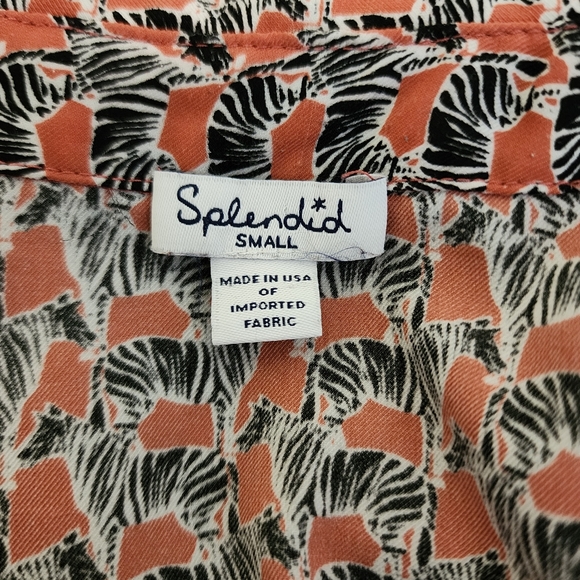 Splendid
SMALL
MADE IN USA
OF
IMPORTED
FABRIC